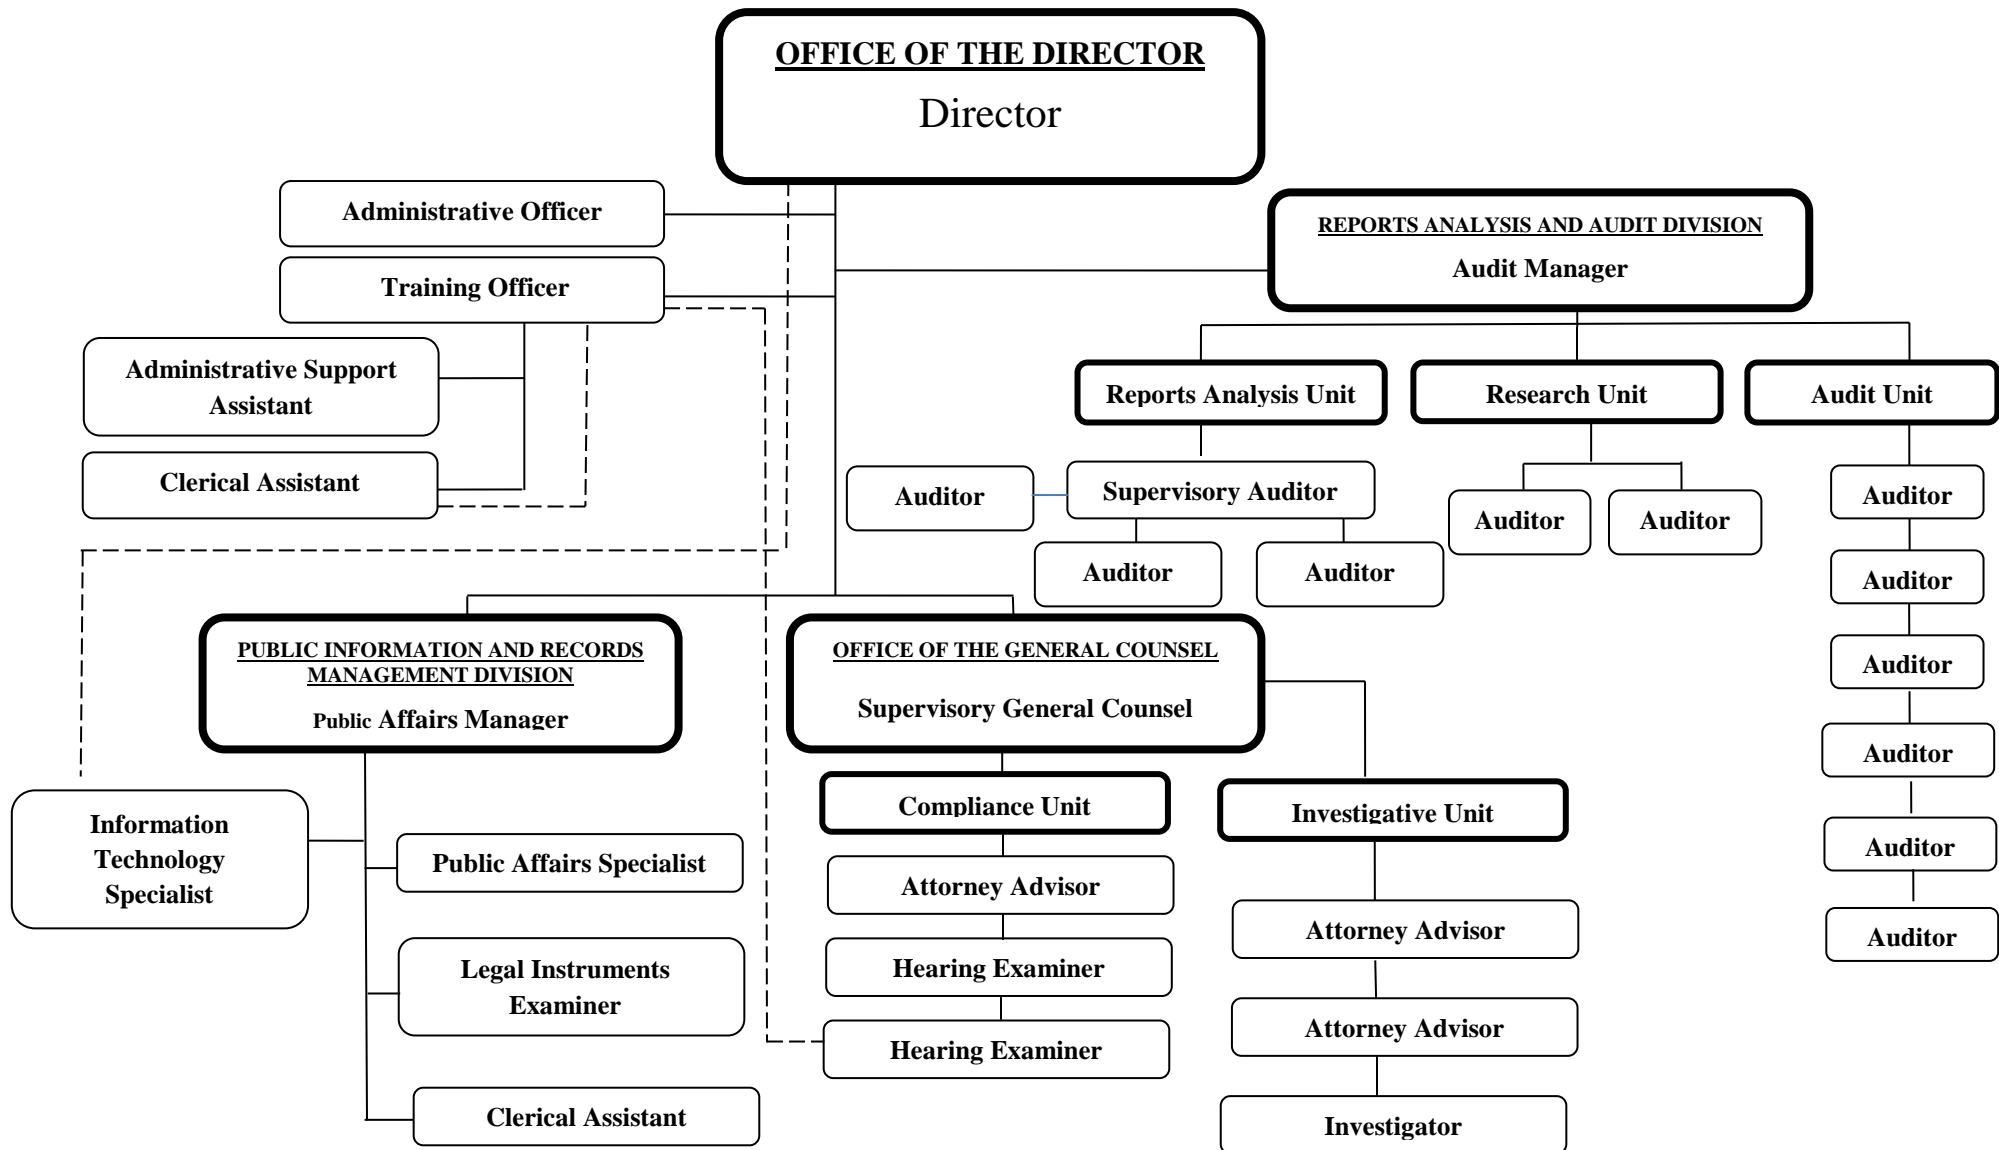 OFFICE OF THE DIRECTOR
Director
Administrative Officer
Training Officer
Administrative Support
Assistant
Clerical Assistant
REPORTS ANALYSIS AND AUDIT DIVISION
Audit Manager
Reports Analysis Unit
Research Unit
Audit Unit
Auditor
Supervisory Auditor
Auditor
Auditor
Auditor
Auditor
Auditor
Auditor
Auditor
Auditor
Auditor
Auditor
PUBLIC INFORMATION AND RECORDS
MANAGEMENT DIVISION
Public Affairs Manager
Information
Technology
Specialist
Public Affairs Specialist
Legal Instruments
Examiner
Clerical Assistant
OFFICE OF THE GENERAL COUNSEL
Supervisory General Counsel
Compliance Unit
Attorney Advisor
Hearing Examiner
Hearing Examiner
Investigative Unit
Attorney Advisor
Attorney Advisor
Investigator